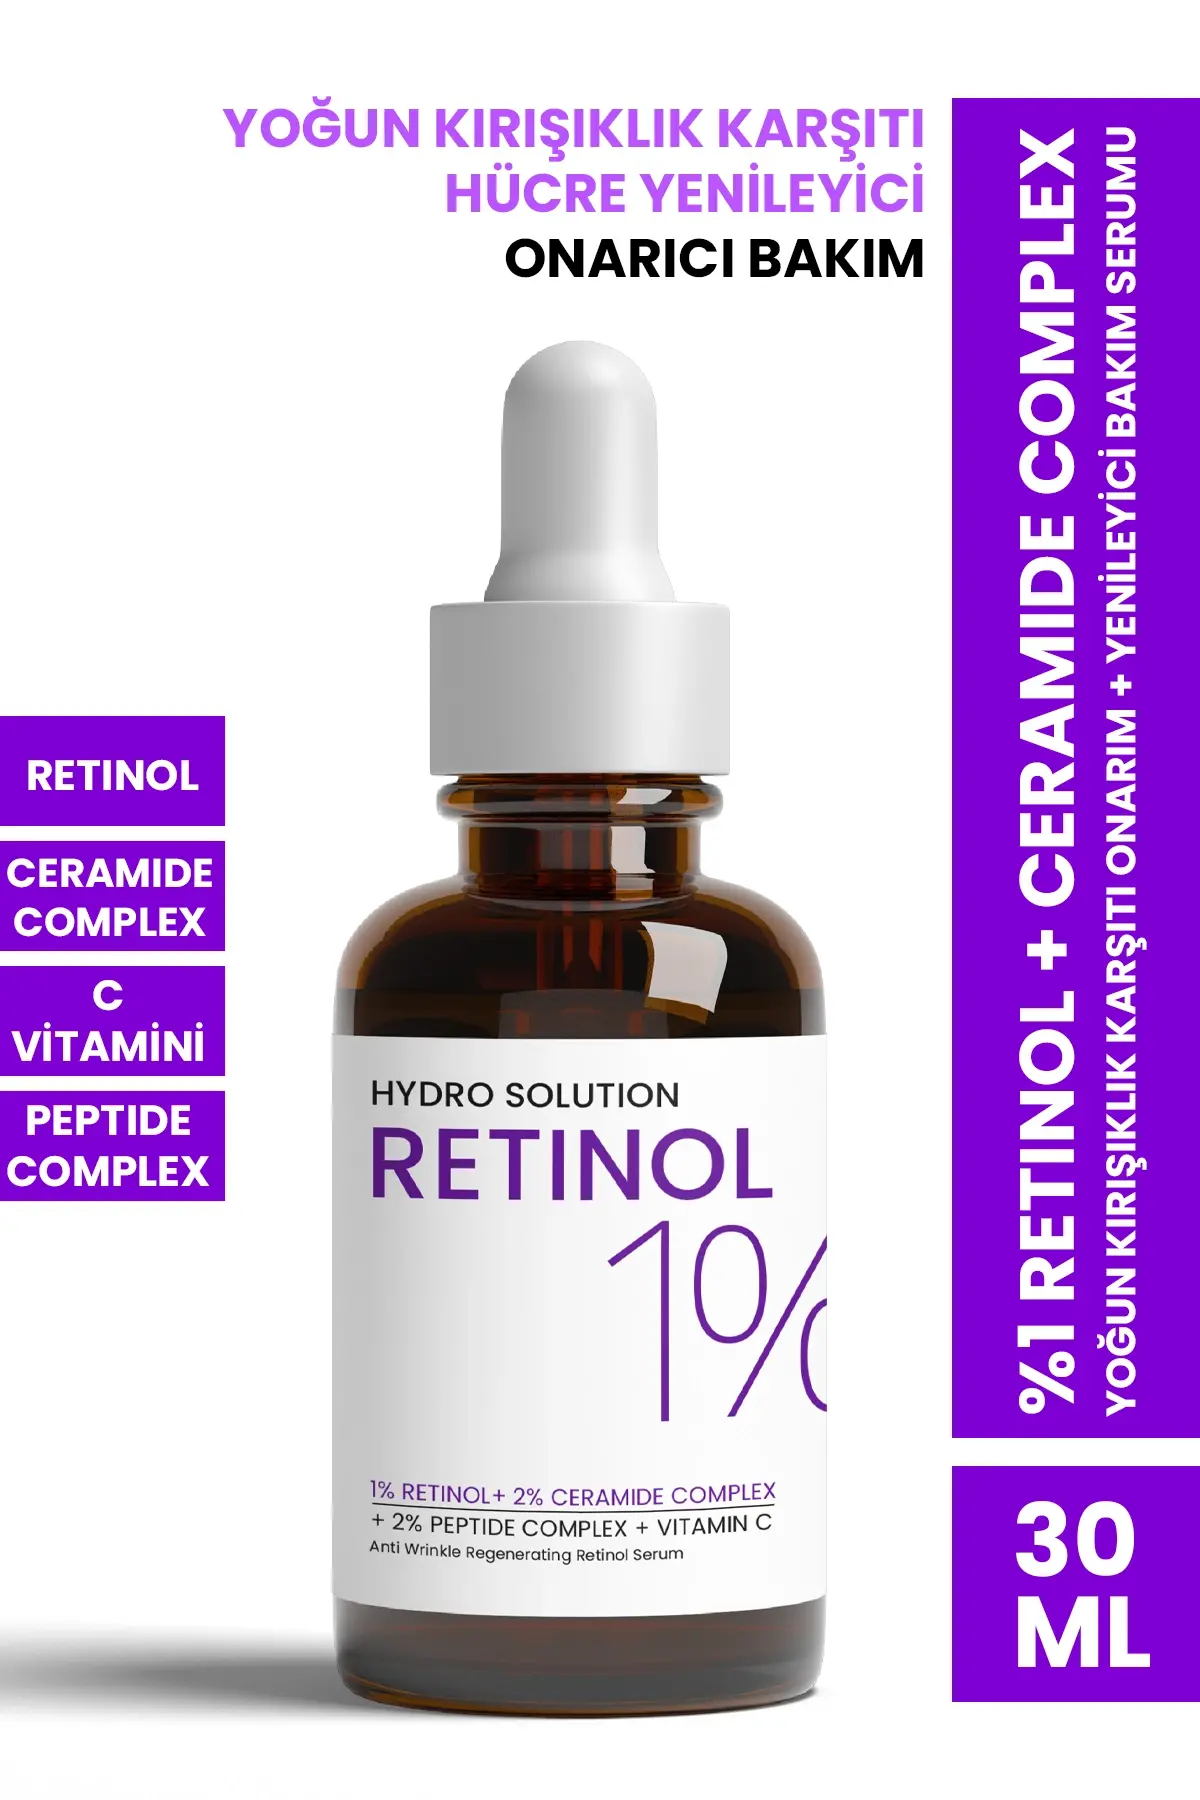 YOĞUN KIRIŞIKLIK KARŞITI
HÜCRE YENİLEYİCİ
ONARICI BAKIM
%1 RETINOL + CERAMIDE COMPLEX
YOĞUN KIRIŞIKLIK KARŞITI ONARIM + YENİLEYİCİ BAKIM SERUMU
RETINOL
CERAMIDE
COMPLEX
C
VİTAMİNİ
PEPTIDE
COMPLEX
HYDRO SOLUTION
RETINOL
1%
1% RETINOL+ 2% CERAMIDE COMPLEX
+ 2% PEPTIDE COMPLEX + VITAMIN C
Anti Wrinkle Regenerating Retinol Serum
30
ML